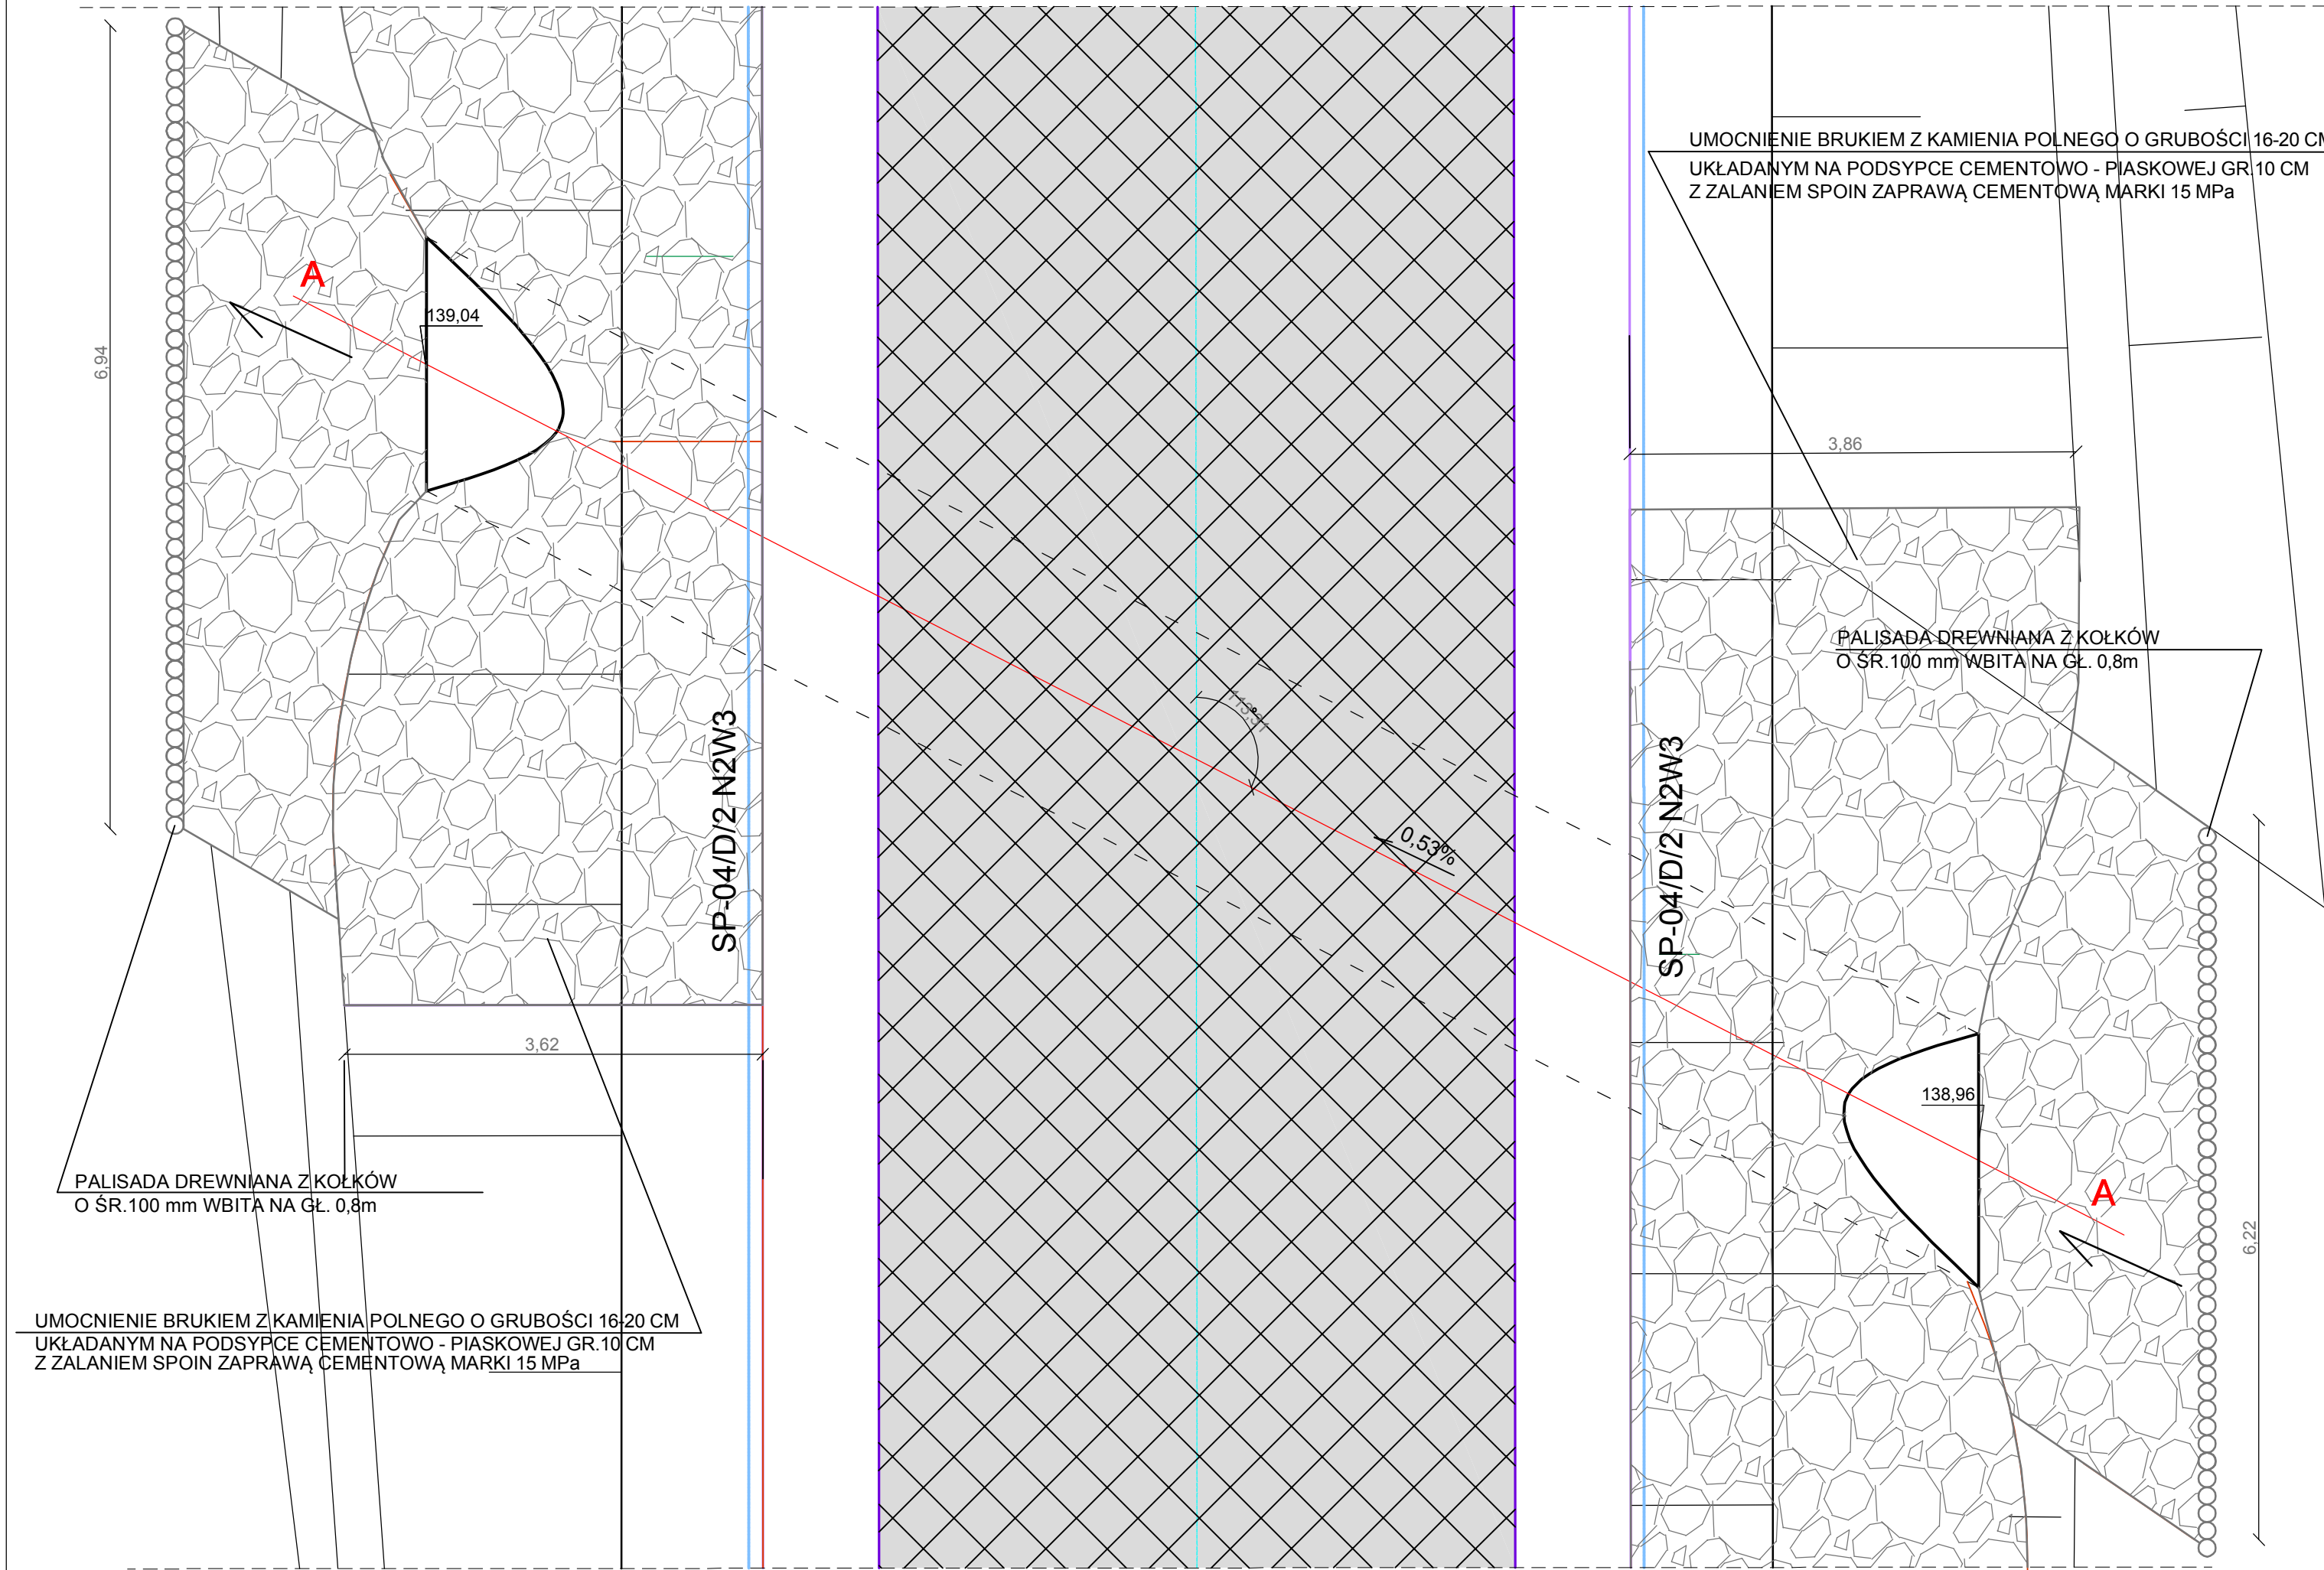 UMOCNIENIE BRUKIEM Z KAMIENIA POLNEGO O GRUBOŚCI 16-20 CM
UKŁADANYM NA PODSYPCE CEMENTOWO - PIASKOWEJ GR.10 CM
Z ZALANIEM SPOIN ZAPRAWĄ CEMENTOWĄ MARKI 15 MPa
A
139,04
6,94
3,86
PALISADA DREWNIANA Z KOŁKÓW
O ŚR.100 mm WBITA NA GŁ. 0,8m
SP-04/D/2 N2W3
SP-04/D/2 N2W3
0,53%
3,62
138,96
A
6,22
PALISADA DREWNIANA Z KOŁKÓW
O ŚR.100 mm WBITA NA GŁ. 0,8m
UMOCNIENIE BRUKIEM Z KAMIENIA POLNEGO O GRUBOŚCI 16-20 CM
UKŁADANYM NA PODSYPCE CEMENTOWO - PIASKOWEJ GR.10 CM
Z ZALANIEM SPOIN ZAPRAWĄ CEMENTOWĄ MARKI 15 MPa